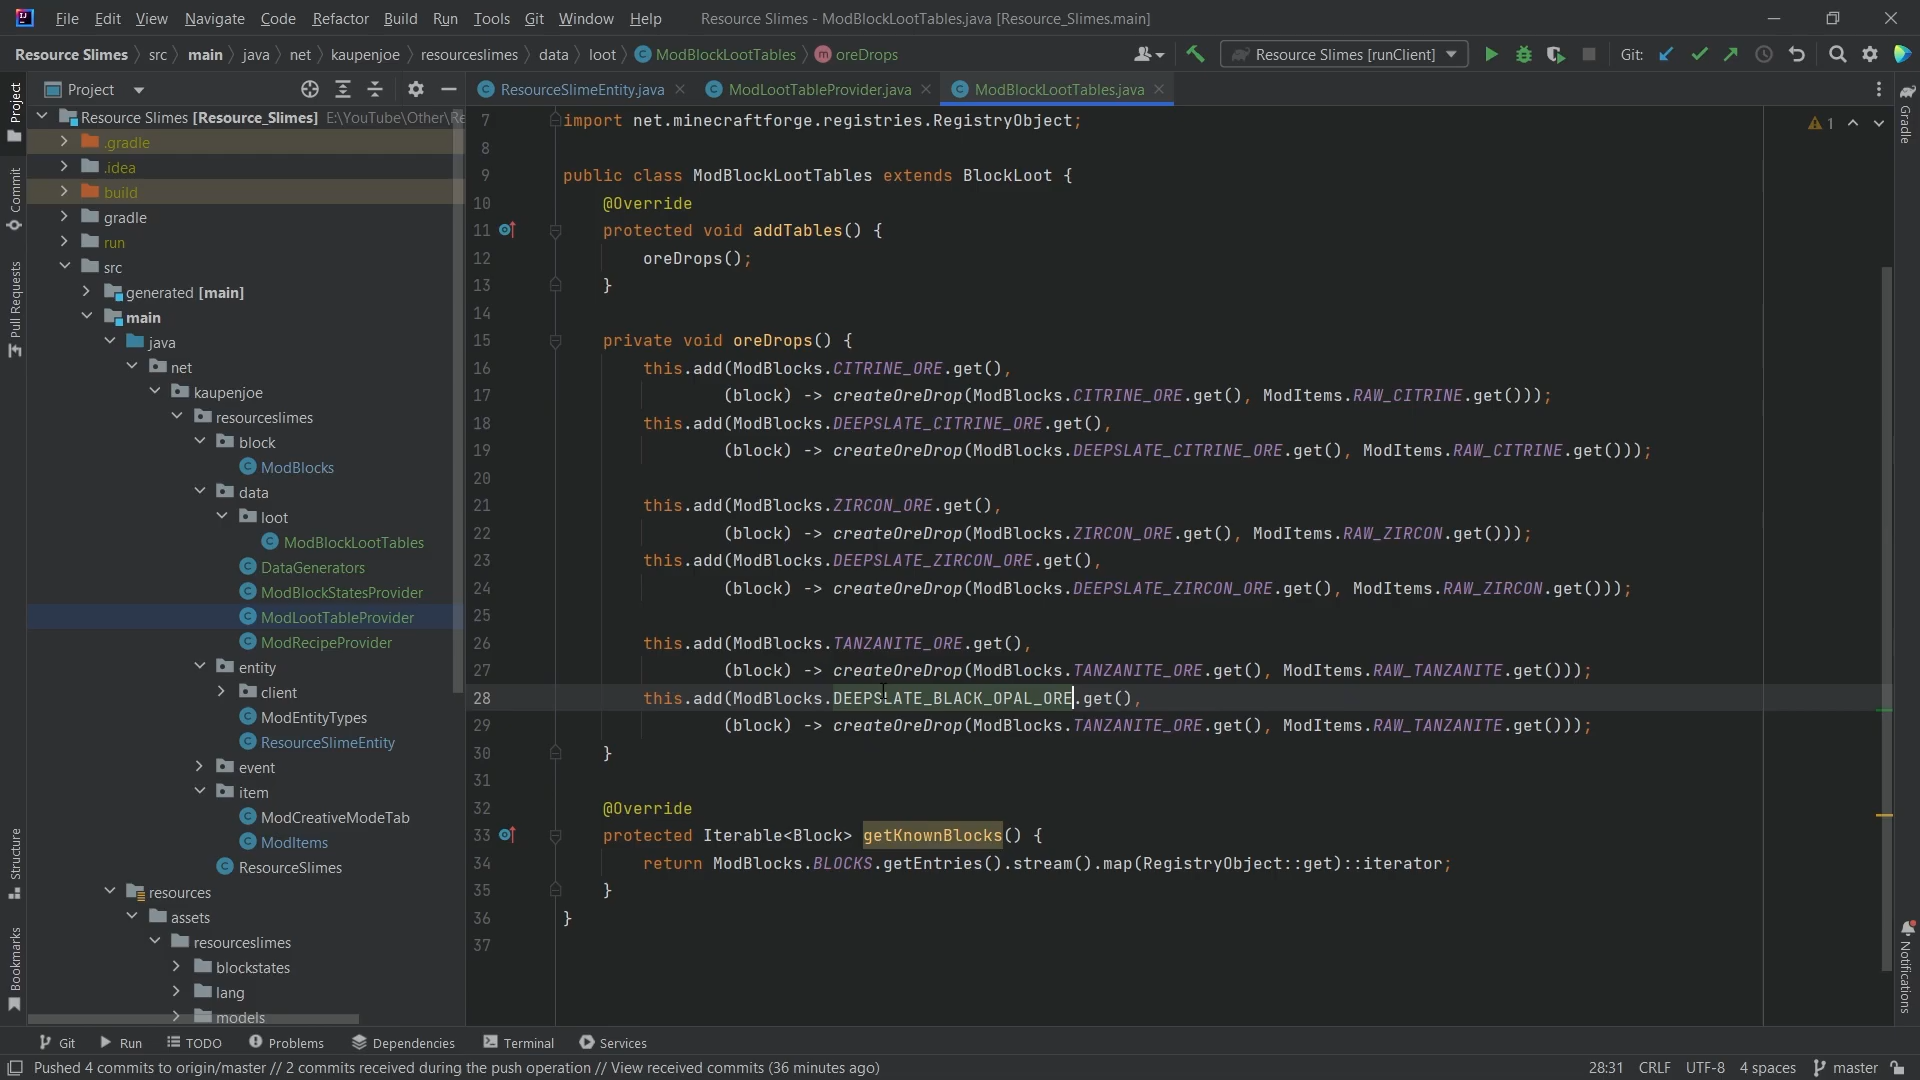 File Edit View Navigate Code Refactor Build Run Tools Git Window Help Resource Slimes - ModBlockLootTables.java [Resource_Slimes.main]
Resource Slimes src main java net kaupenjoe resourceslimes data loot ModBlockLootTables oreDrops Resource Slimes [runClient] Git:
Project ResourceSlimeEntity.java ModLootTableProvider.java ModBlockLootTables.java
Project
Commit
Pull Requests
Structure
Bookmarks
Gradle
Notifications
Resource Slimes [Resource_Slimes] E:\YouTube\Other\Re
.gradle
.idea
build
gradle
run
src
generated [main]
main
java
net
kaupenjoe
resourceslimes
block
ModBlocks
data
loot
ModBlockLootTables
DataGenerators
ModBlockStatesProvider
ModLootTableProvider
ModRecipeProvider
entity
client
ModEntityTypes
ResourceSlimeEntity
event
item
ModCreativeModeTab
ModItems
ResourceSlimes
resources
assets
resourceslimes
blockstates
lang
models
1
7 import net.minecraftforge.registries.RegistryObject;
8
9 public class ModBlockLootTables extends BlockLoot {
10 @Override
11 protected void addTables() {
12 oreDrops();
13 }
14
15 private void oreDrops() {
16 this.add(ModBlocks.CITRINE_ORE.get(),
17 (block) -> createOreDrop(ModBlocks.CITRINE_ORE.get(), ModItems.RAW_CITRINE.get()));
18 this.add(ModBlocks.DEEPSLATE_CITRINE_ORE.get(),
19 (block) -> createOreDrop(ModBlocks.DEEPSLATE_CITRINE_ORE.get(), ModItems.RAW_CITRINE.get()));
20
21 this.add(ModBlocks.ZIRCON_ORE.get(),
22 (block) -> createOreDrop(ModBlocks.ZIRCON_ORE.get(), ModItems.RAW_ZIRCON.get()));
23 this.add(ModBlocks.DEEPSLATE_ZIRCON_ORE.get(),
24 (block) -> createOreDrop(ModBlocks.DEEPSLATE_ZIRCON_ORE.get(), ModItems.RAW_ZIRCON.get()));
25
26 this.add(ModBlocks.TANZANITE_ORE.get(),
27 (block) -> createOreDrop(ModBlocks.TANZANITE_ORE.get(), ModItems.RAW_TANZANITE.get()));
28 this.add(ModBlocks.DEEPSLATE_BLACK_OPAL_ORE.get(),
29 (block) -> createOreDrop(ModBlocks.TANZANITE_ORE.get(), ModItems.RAW_TANZANITE.get()));
30 }
31
32 @Override
33 protected Iterable<Block> getKnownBlocks() {
34 return ModBlocks.BLOCKS.getEntries().stream().map(RegistryObject::get)::iterator;
35 }
36 }
37
Git Run TODO Problems Dependencies Terminal Services
Pushed 4 commits to origin/master // 2 commits received during the push operation // View received commits (36 minutes ago) 28:31 CRLF UTF-8 4 spaces master